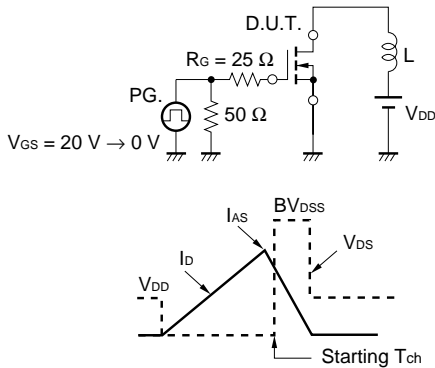 D.U.T.
RG = 25 Ω
L
PG.
50 Ω
VDD
VGS = 20 V → 0 V
BVDSS
IAS
VDS
ID
VDD
Starting Tch